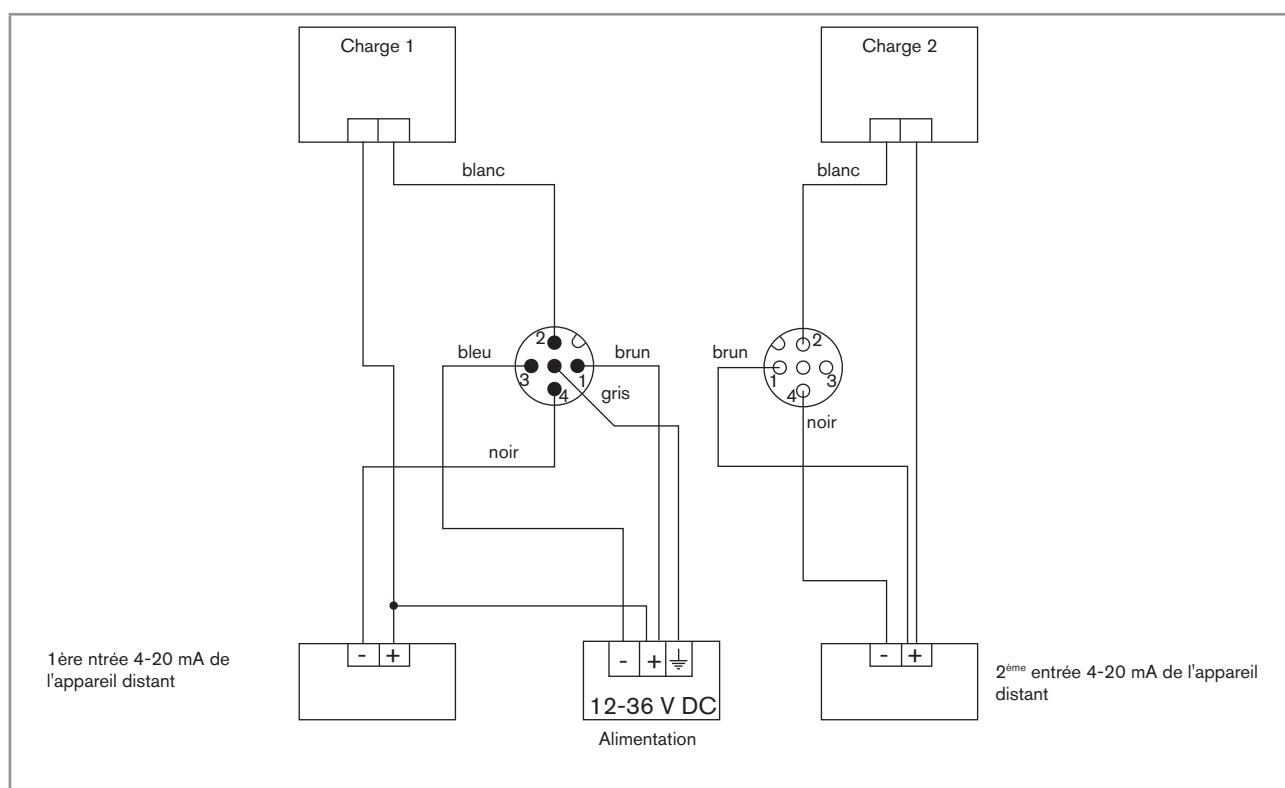 Charge 1
Charge 2
blanc
blanc
2
bleu
brun
3
1
4
gris
noir
brun
2
1
3
4
noir
1ère ntrée 4-20 mA de
l'appareil distant
- +
- +
12-36 V DC
Alimentation
- +
2ème entrée 4-20 mA de l'appareil
distant